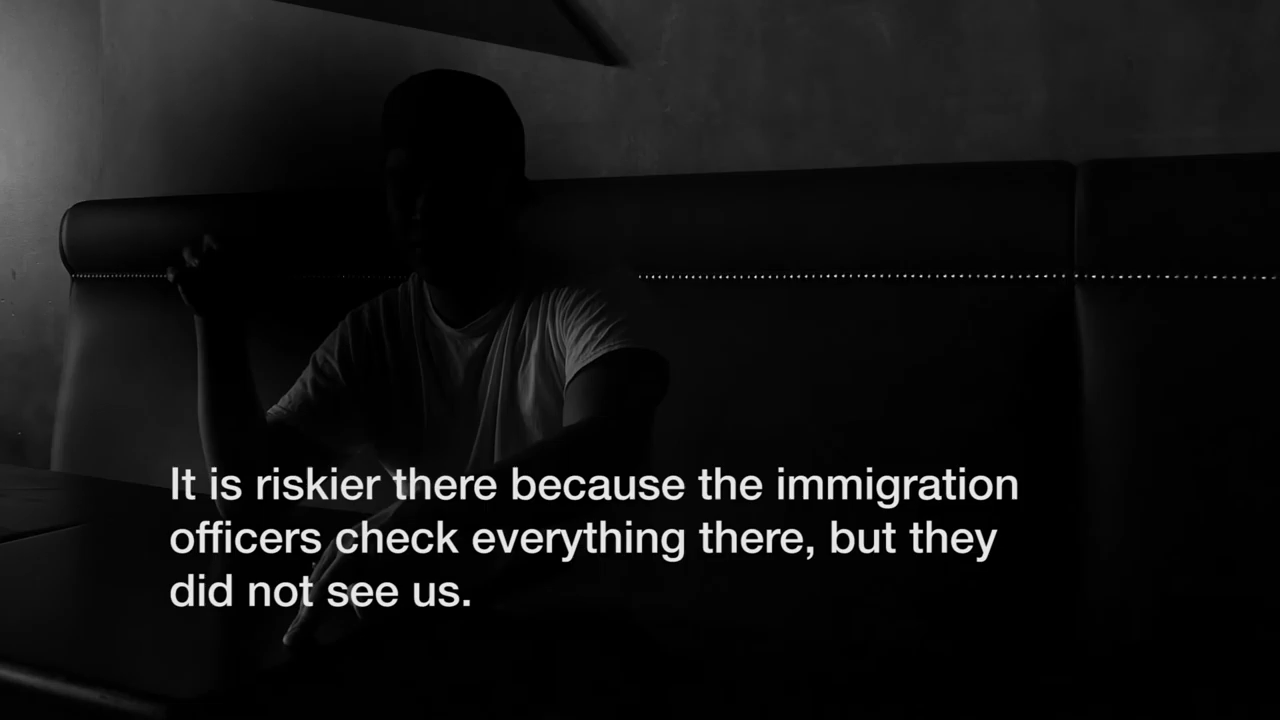 It is riskier there because the immigration
officers check everything there, but they
did not see us.